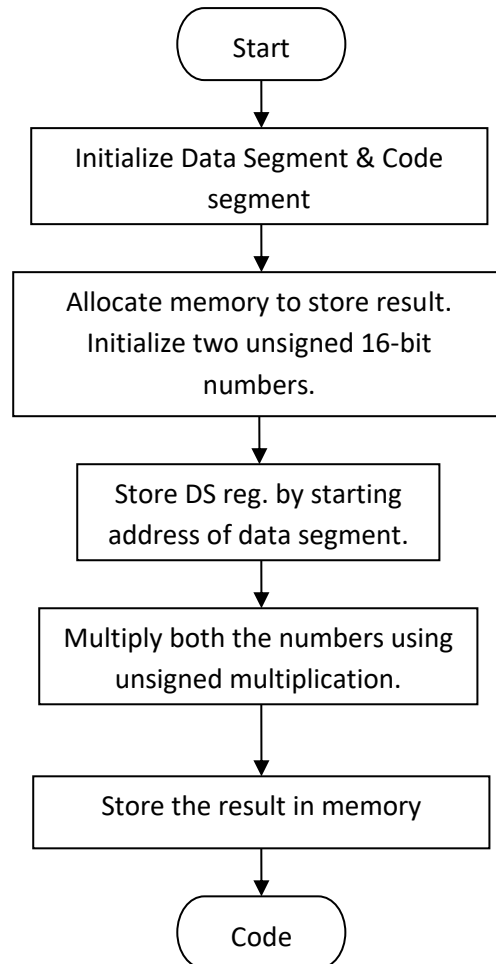 Start
Initialize Data Segment & Code
segment
Allocate memory to store result.
Initialize two unsigned 16-bit
numbers.
Store DS reg. by starting
address of data segment.
Multiply both the numbers using
unsigned multiplication.
Store the result in memory
Code